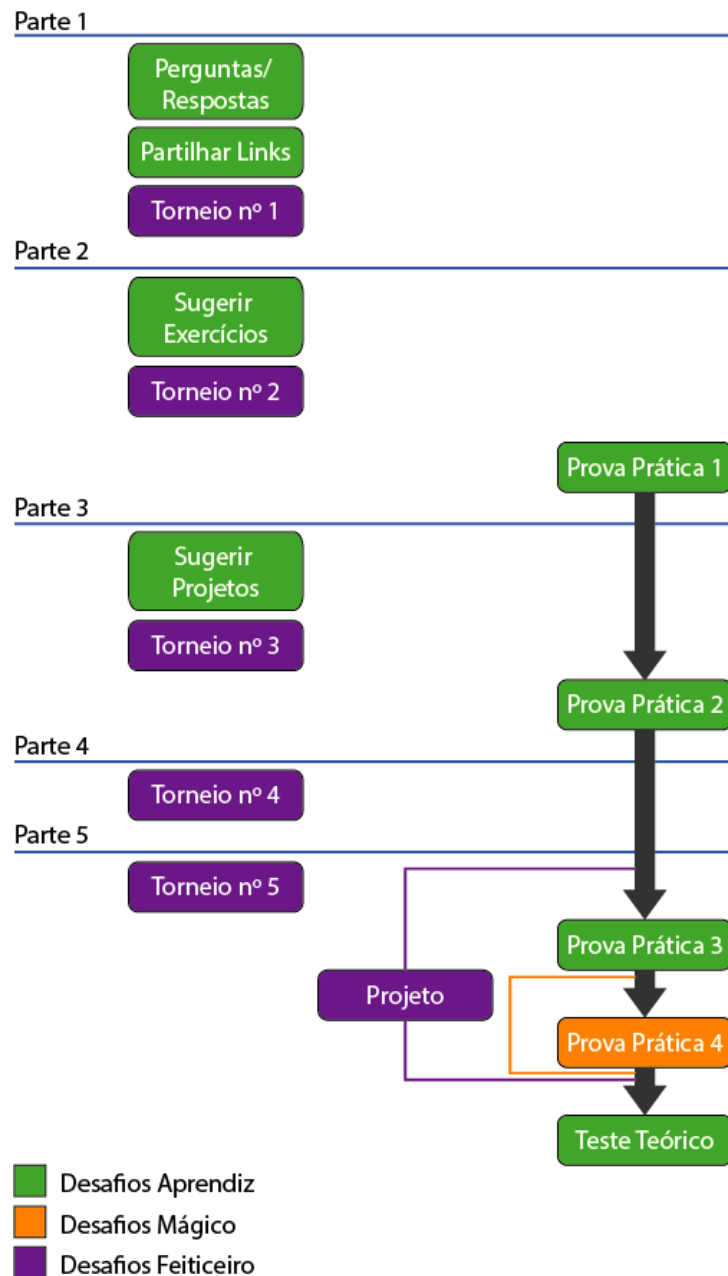 Parte 1
Perguntas/
Respostas
Partilhar Links
Torneio nº 1
Parte 2
Sugerir
Exercícios
Torneio nº 2
Prova Prática 1
Parte 3
Sugerir
Projetos
Torneio nº 3
Prova Prática 2
Parte 4
Torneio nº 4
Parte 5
Torneio nº 5
Prova Prática 3
Projeto
Prova Prática 4
Teste Teórico
Desafios Aprendiz
Desafios Mágico
Desafios Feiticeiro